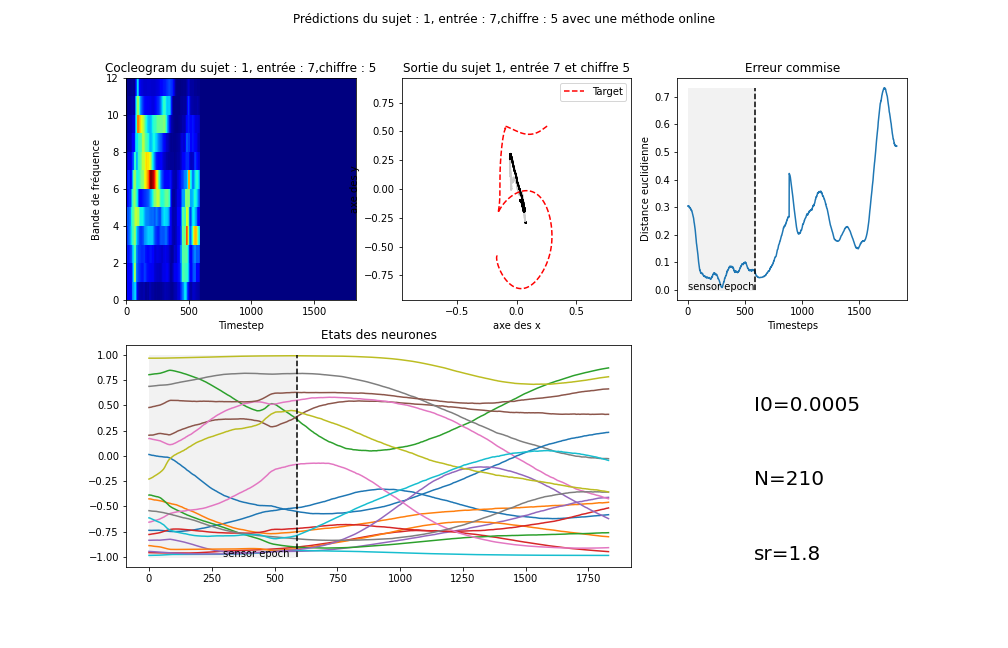 Prédictions du sujet : 1, entrée : 7,chiffre : 5 avec une méthode online
Cocleogram du sujet : 1, entrée : 7,chiffre : 5
Bande de fréquence
12
10
8
6
4
2
0
0 500 1000 1500
Timestep
Sortie du sujet 1, entrée 7 et chiffre 5
Target
0.75
0.50
0.25
0.00
−0.25
−0.50
−0.75
−0.5 0.0 0.5
axe des x
Erreur commise
Distance euclidienne
0.7
0.6
0.5
0.4
0.3
0.2
0.1
0.0
sensor epoch
0 500 1000 1500
Timesteps
Etats des neurones
1.00
0.75
0.50
0.25
0.00
−0.25
−0.50
−0.75
−1.00
sensor epoch
0 250 500 750 1000 1250 1500 1750
I0=0.0005
N=210
sr=1.8